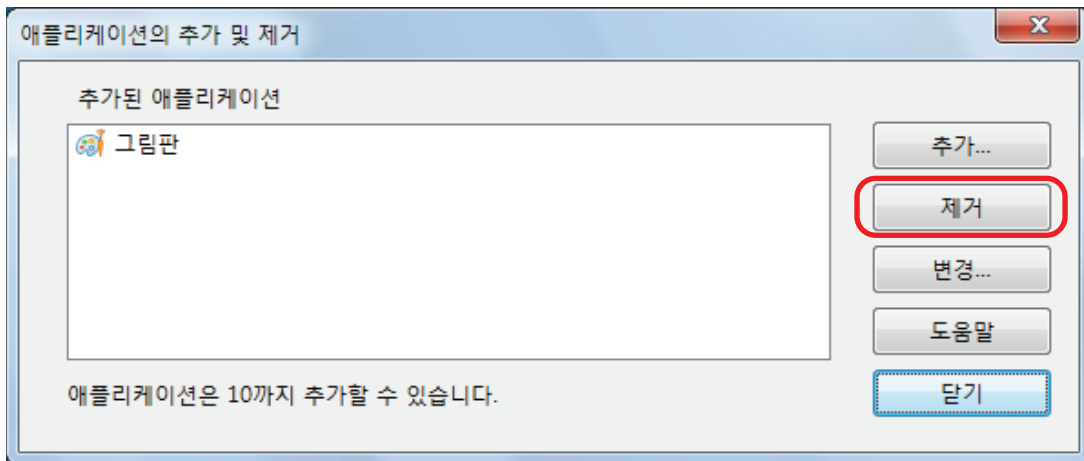 애플리케이션의 추가 및 제거
추가된 애플리케이션
그림판
추가...
제거
변경...
도움말
닫기
애플리케이션은 10까지 추가할 수 있습니다.